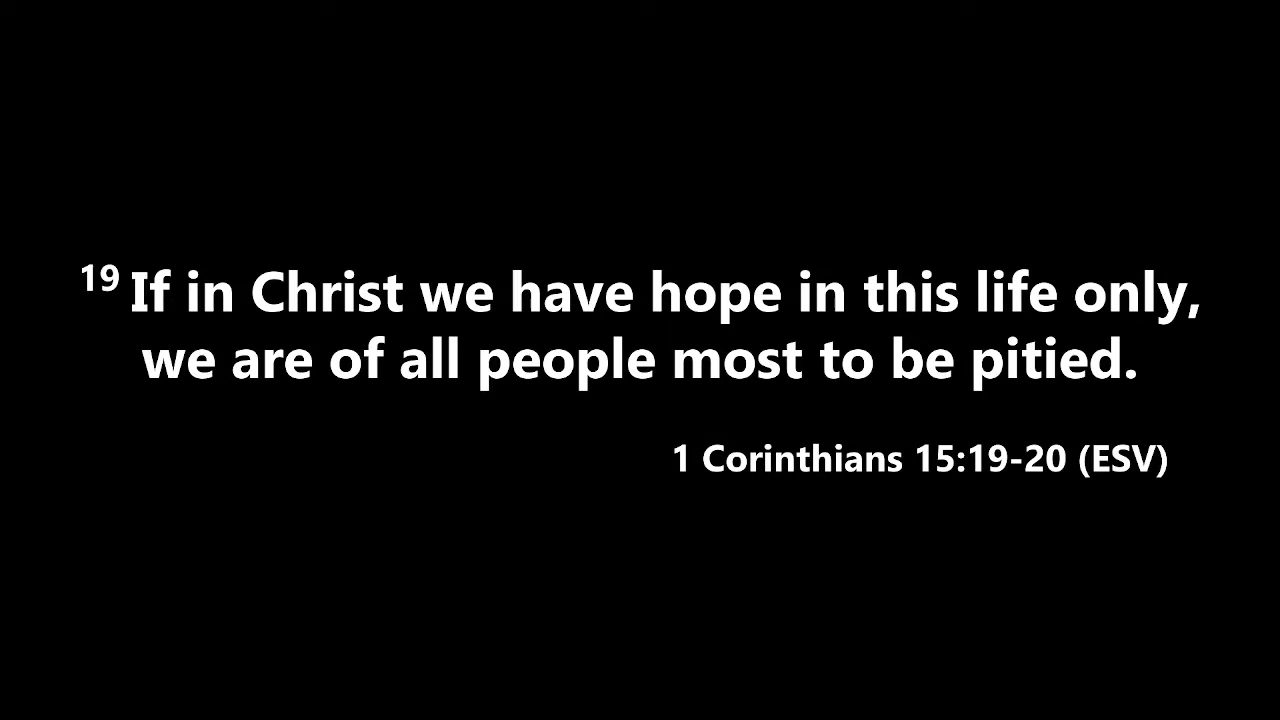 19 If in Christ we have hope in this life only,
we are of all people most to be pitied.
1 Corinthians 15:19-20 (ESV)